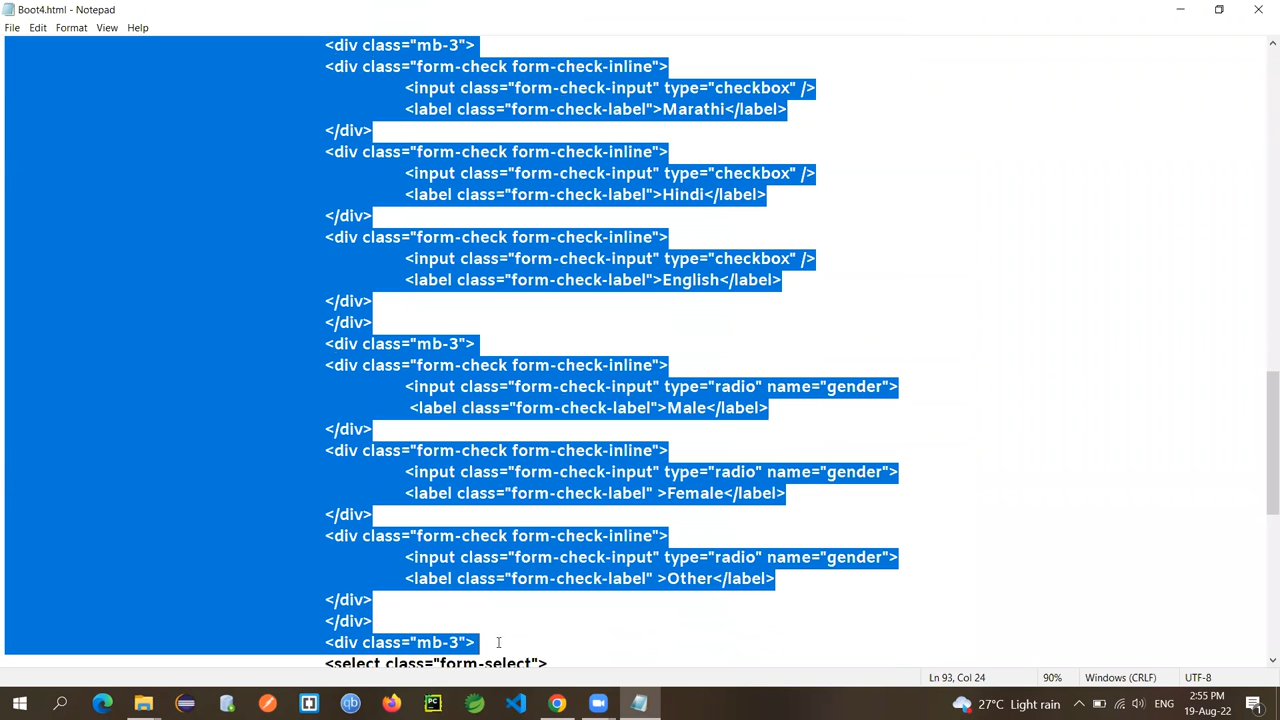 Boot4.html - Notepad
File Edit Format View Help
<div class="mb-3">
<div class="form-check form-check-inline">
<input class="form-check-input" type="checkbox" />
<label class="form-check-label">Marathi</label>
</div>
<div class="form-check form-check-inline">
<input class="form-check-input" type="checkbox" />
<label class="form-check-label">Hindi</label>
</div>
<div class="form-check form-check-inline">
<input class="form-check-input" type="checkbox" />
<label class="form-check-label">English</label>
</div>
</div>
<div class="mb-3">
<div class="form-check form-check-inline">
<input class="form-check-input" type="radio" name="gender">
<label class="form-check-label">Male</label>
</div>
<div class="form-check form-check-inline">
<input class="form-check-input" type="radio" name="gender">
<label class="form-check-label" >Female</label>
</div>
<div class="form-check form-check-inline">
<input class="form-check-input" type="radio" name="gender">
<label class="form-check-label" >Other</label>
</div>
</div>
<div class="mb-3">
<select class="form-select">
Ln 93, Col 24 90% Windows (CRLF) UTF-8
qb PC 27°C Light rain ENG 2:55 PM
19-Aug-22 1